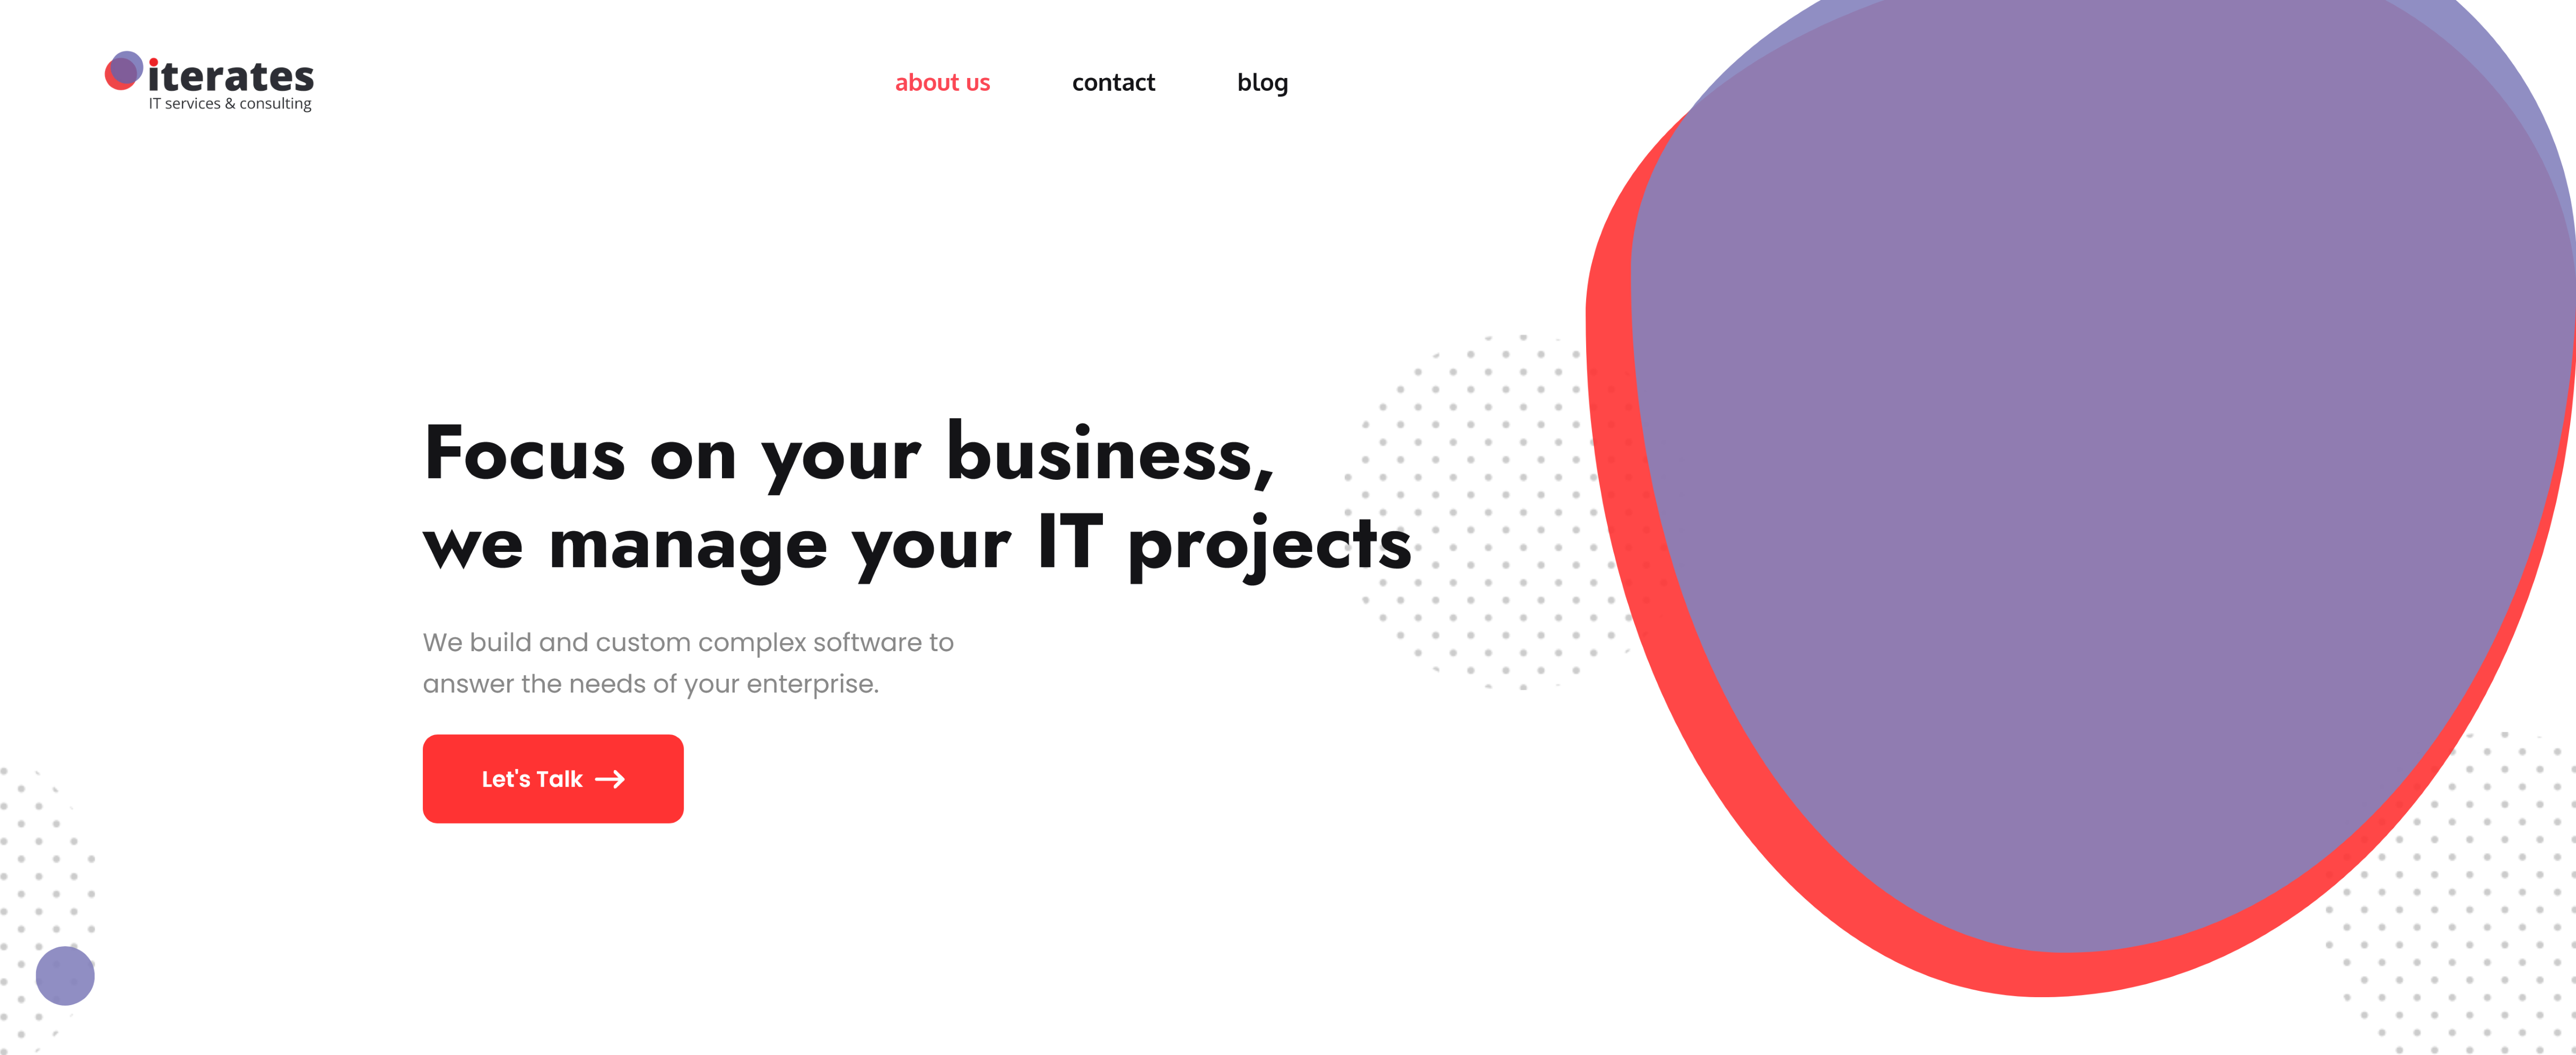 iterates
IT services & consulting
about us
contact
blog
Focus on your business,
we manage your IT projects
We build and custom complex software to
answer the needs of your enterprise.
Let's Talk